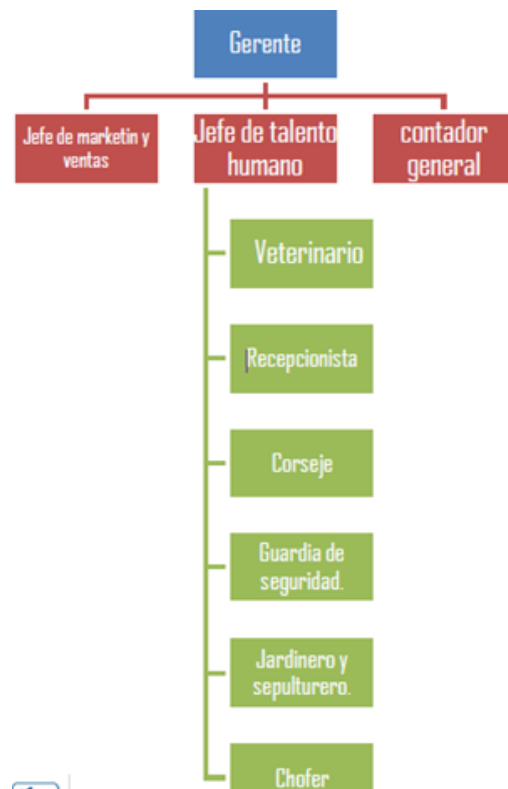 Gerente
Jefe de marketin y
ventas
Jefe de talento
humano
contador
general
Veterinario
Recepcionista
Corseje
Guardia de
seguridad.
Jardinero y
sepulturero.
Chofer